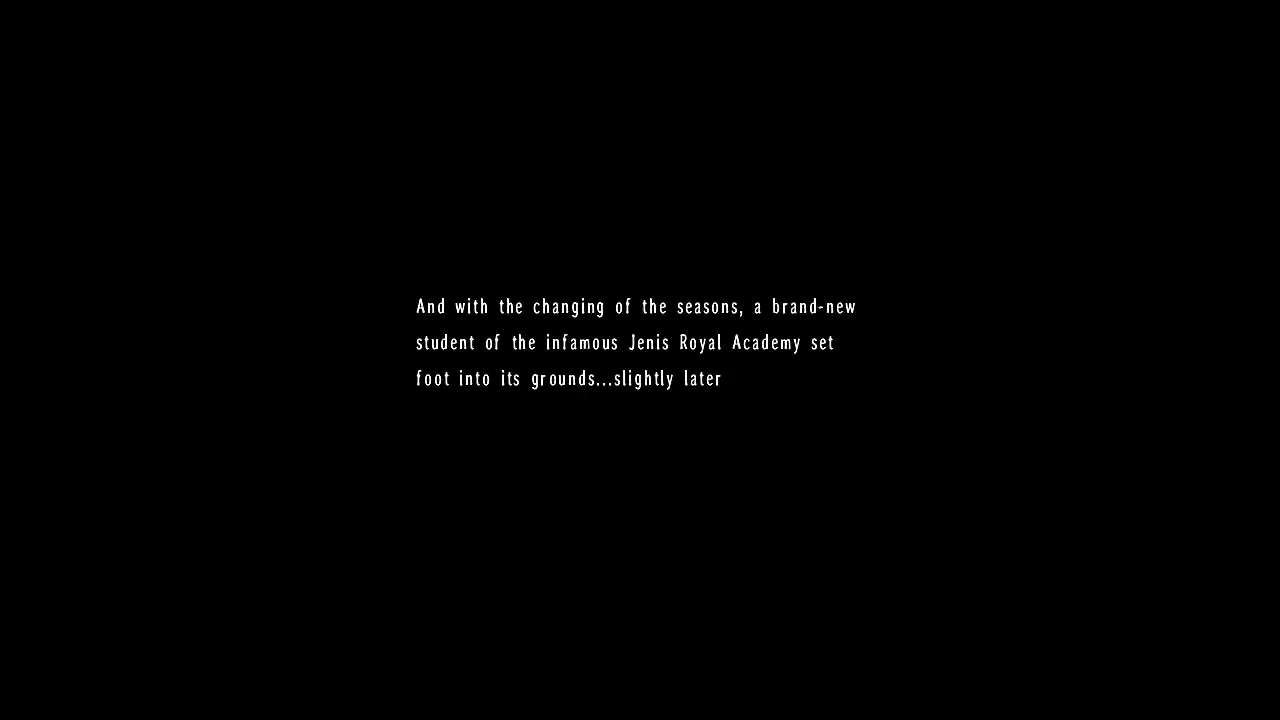 And with the changing of the seasons, a brand-new
student of the infamous Jenis Royal Academy set
foot into its grounds...slightly later